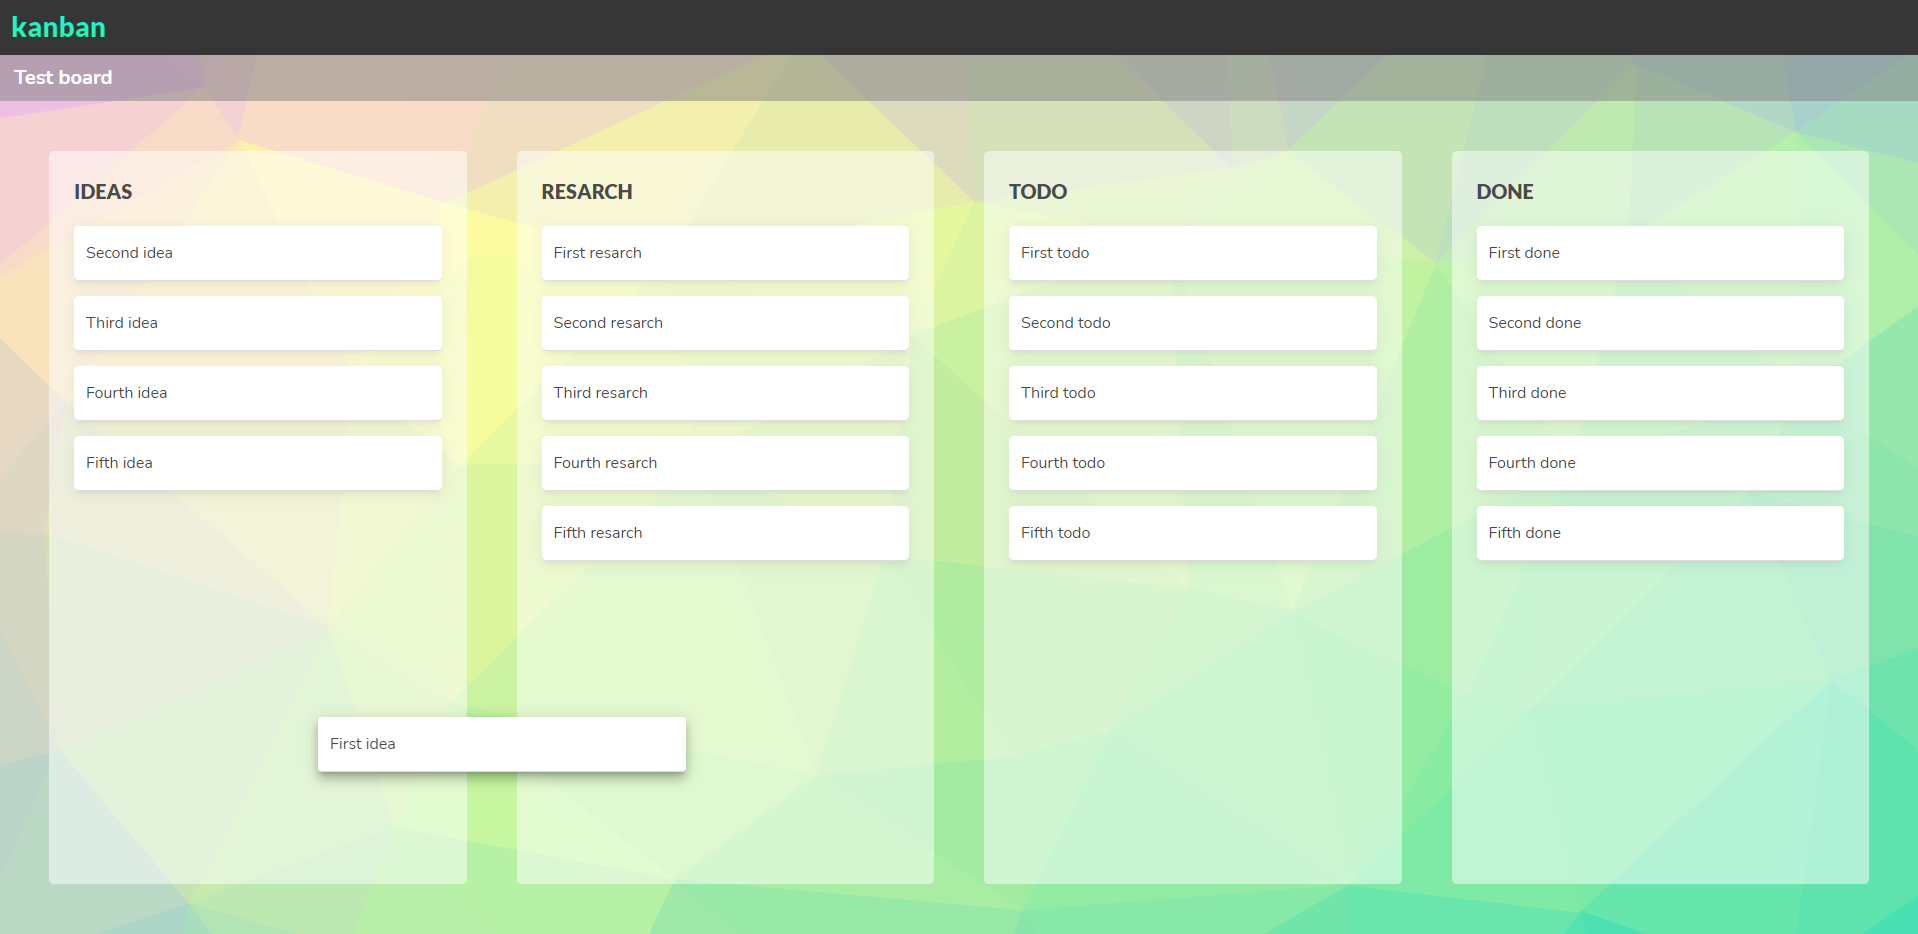 kanban
Test board
IDEAS
Second idea
Third idea
Fourth idea
Fifth idea
First idea
RESARCH
First resarch
Second resarch
Third resarch
Fourth resarch
Fifth resarch
TODO
First todo
Second todo
Third todo
Fourth todo
Fifth todo
DONE
First done
Second done
Third done
Fourth done
Fifth done